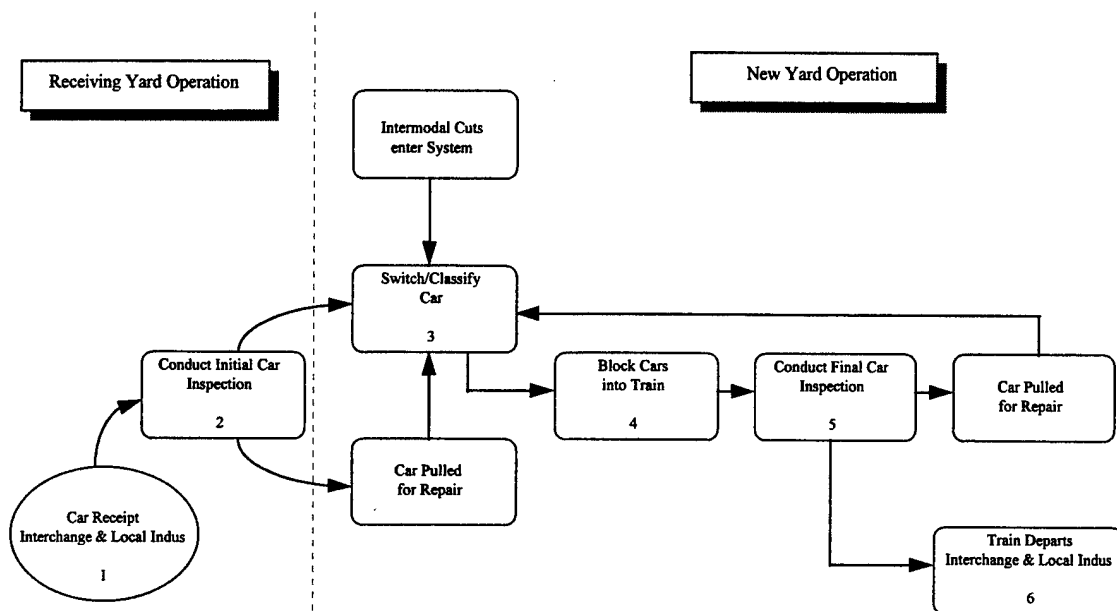 Receiving Yard Operation
New Yard Operation
Intermodal Cuts
enter System
Switch/Classify
Car
3
Conduct Initial Car
Inspection
2
Block Cars
into Train
4
Conduct Final Car
Inspection
5
Car Pulled
for Repair
Car Pulled
for Repair
Car Receipt
Interchange & Local Indus
1
Train Departs
Interchange & Local Indus
6